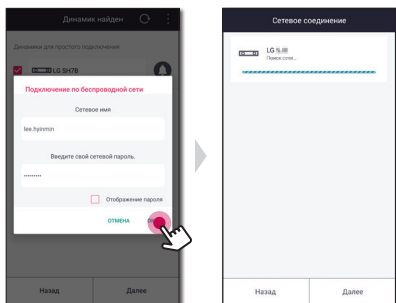 Динамик найден
Динамики для простого подключения
LG SH7B
Подключение по беспроводной сети
Сетевое имя
lee.hyinmin
Введите свой сетевой пароль.
Отображение пароля
ОТМЕНА
Назад
Далее
Сетевое соединение
LG
Поиск сети...
Назад
Далее